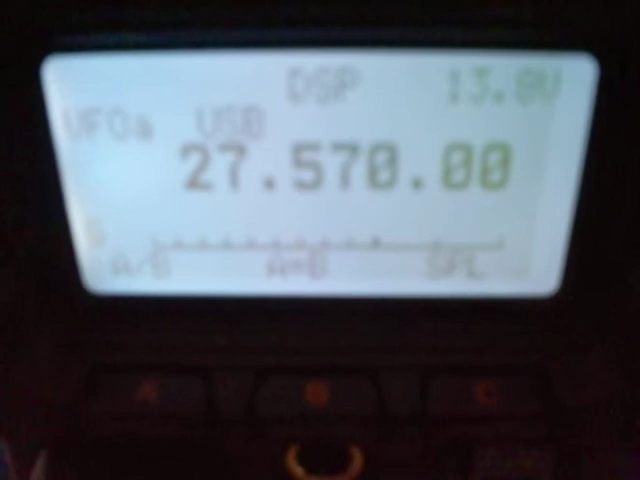 DSP 13.8V
VFOa USB
27.570.00
S
A/B A=B SPL
A B C